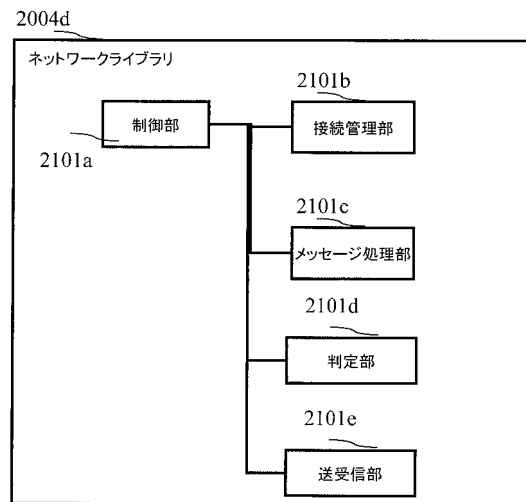 2004d
ネットワークライブラリ
2101b
制御部
接続管理部
2101a
2101c
メッセージ処理部
2101d
判定部
2101e
送受信部